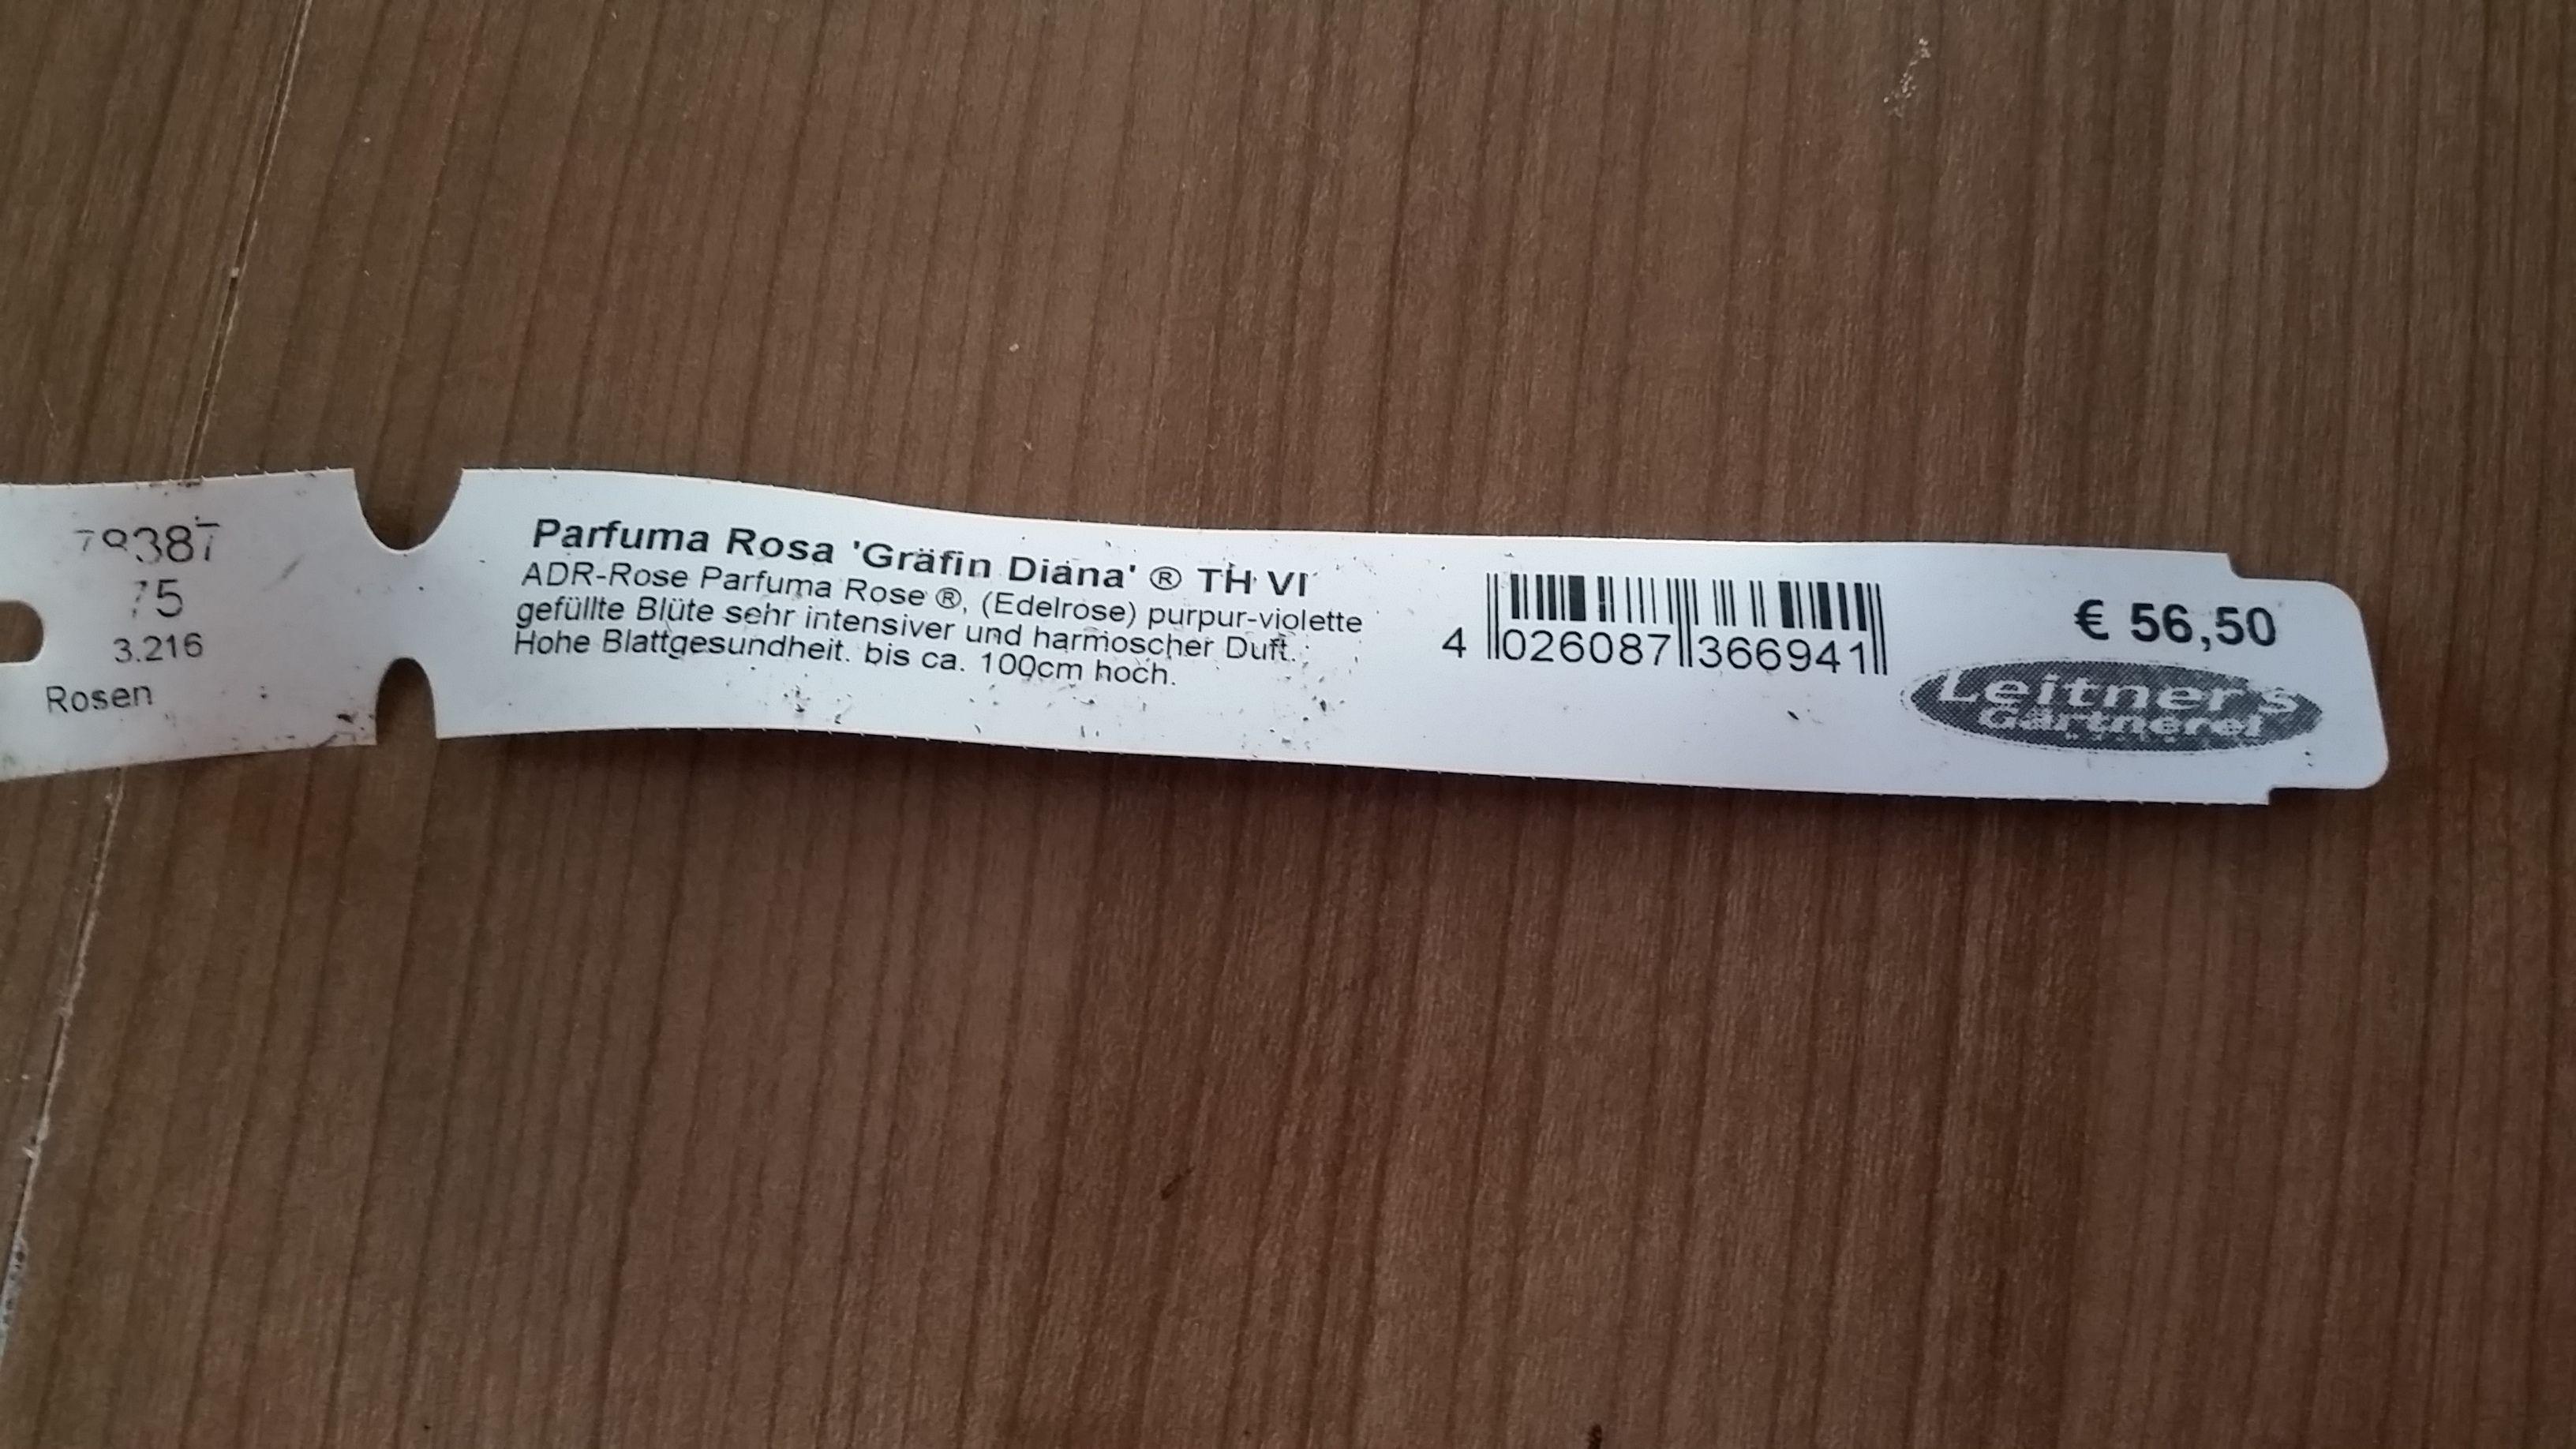 79387
75
3.216
Rosen
Parfuma Rosa 'Gräfin Diana' ® TH VI
ADR-Rose Parfuma Rose ®, (Edelrose) purpur-violette
gefüllte Blüte sehr intensiver und harmoscher Duft.
Hohe Blattgesundheit. bis ca. 100cm hoch.
4 026087 366941
€ 56,50
Leitner's
Gärtnerei